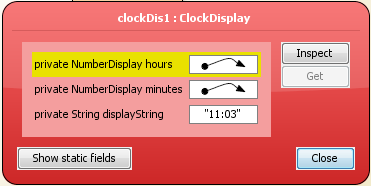 clockDis1 : ClockDisplay
private NumberDisplay hours
Inspect
Get
private NumberDisplay minutes
private String displayString "11:03"
Show static fields
Close